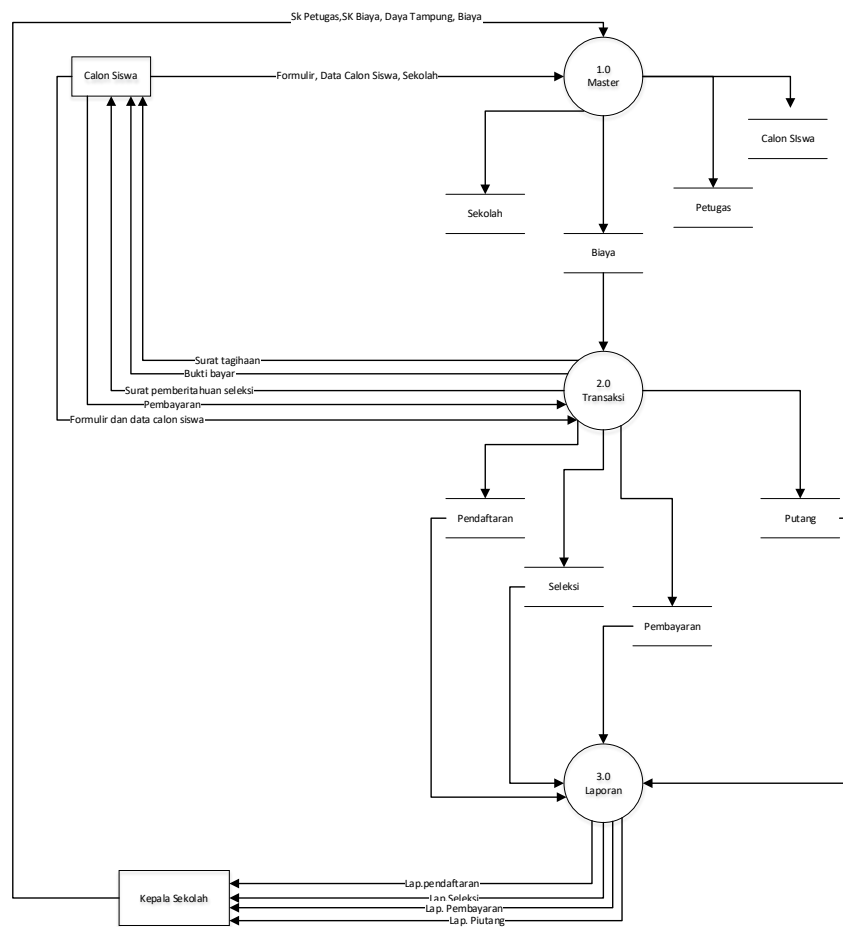 Sk Petugas,SK Biaya, Daya Tampung, Biaya
1.0
Master
Calon Siswa
Formulir, Data Calon Siswa, Sekolah
Calon SIswa
Sekolah
Petugas
Biaya
Surat tagihaan
Bukti bayar
Surat pemberitahuan seleksi
Pembayaran
Formulir dan data calon siswa
2.0
Transaksi
Pendaftaran
Putang
Seleksi
Pembayaran
3.0
Laporan
Kepala Sekolah
Lap.pendaftaran
Lap.Seleksi
Lap. Pembayaran
Lap. Piutang